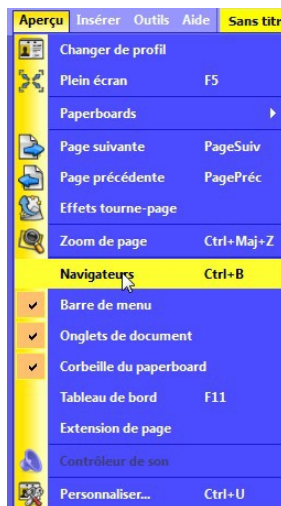 Aperçu Insérer Outils Aide Sans titr
Changer de profil
Plein écran F5
Paperboards
Page suivante PageSuiv
Page précédente PagePréc
Effets tourne-page
Zoom de page Ctrl+Maj+Z
Navigateurs Ctrl+B
Barre de menu
Onglets de document
Corbeille du paperboard
Tableau de bord F11
Extension de page
Contrôleur de son
Personnaliser... Ctrl+U